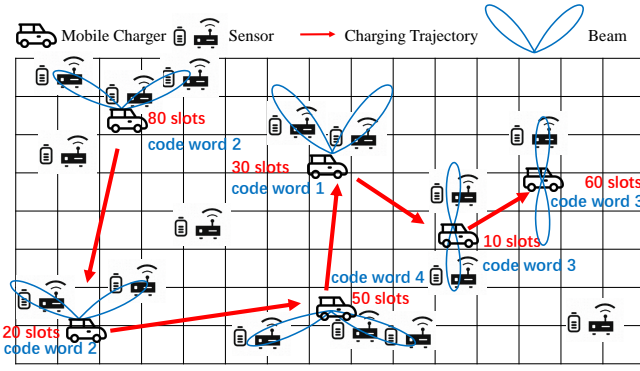 Mobile Charger
Sensor
Charging Trajectory
Beam
80 slots
code word 2
30 slots
code word 1
60 slots
code word 3
10 slots
code word 3
code word 4
50 slots
20 slots
code word 2